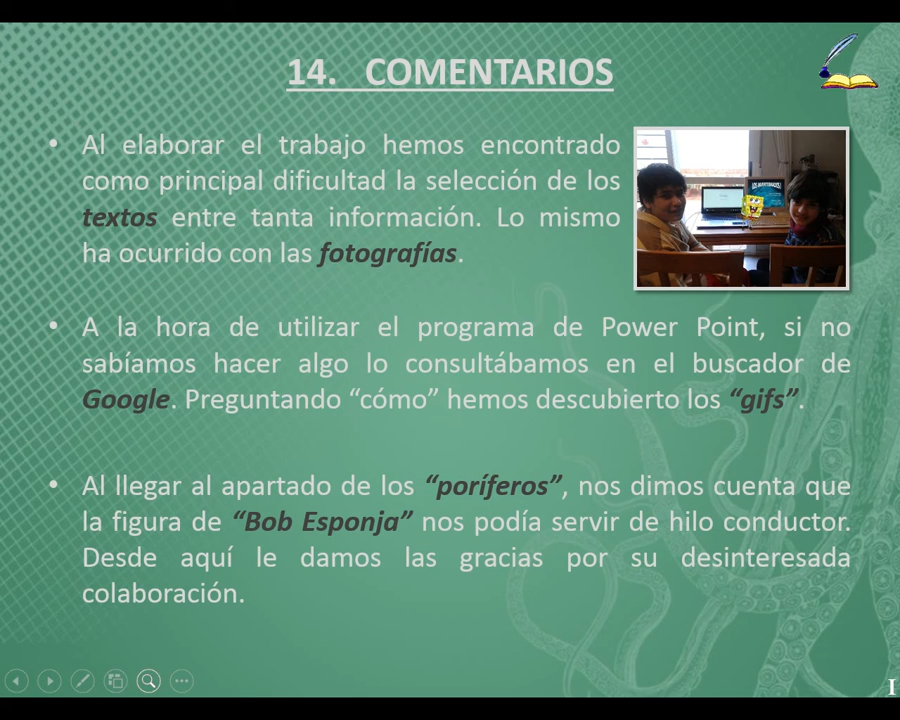 14. COMENTARIOS
• Al elaborar el trabajo hemos encontrado
como principal dificultad la selección de los
textos entre tanta información. Lo mismo
ha ocurrido con las fotografías.
• A la hora de utilizar el programa de Power Point, si no
sabíamos hacer algo lo consultábamos en el buscador de
Google. Preguntando “cómo” hemos descubierto los “gifs”.
• Al llegar al apartado de los “poríferos”, nos dimos cuenta que
la figura de “Bob Esponja” nos podía servir de hilo conductor.
Desde aquí le damos las gracias por su desinteresada
colaboración.